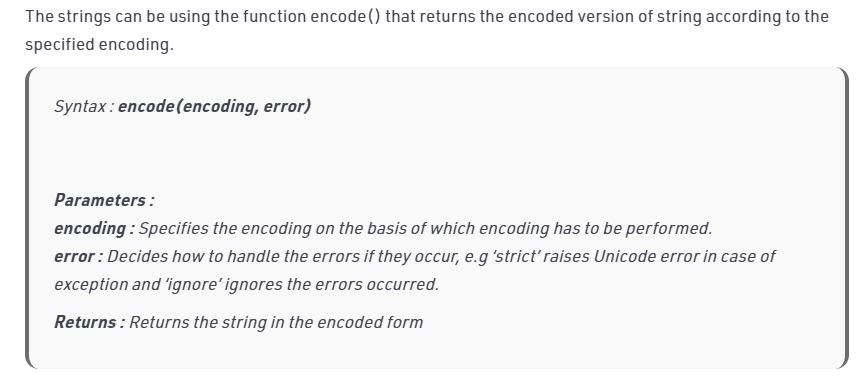 The strings can be using the function encode() that returns the encoded version of string according to the
specified encoding.
Syntax : encode(encoding, error)
Parameters :
encoding : Specifies the encoding on the basis of which encoding has to be performed.
error : Decides how to handle the errors if they occur, e.g ‘strict’ raises Unicode error in case of
exception and ‘ignore’ ignores the errors occurred.
Returns : Returns the string in the encoded form